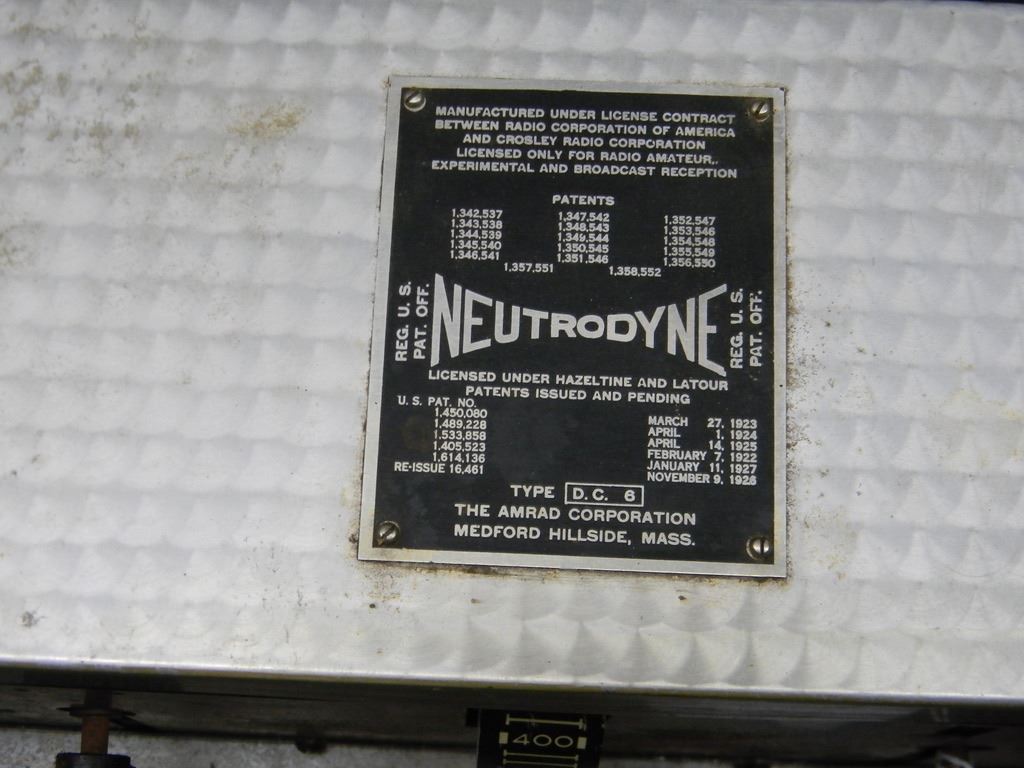 MANUFACTURED UNDER LICENSE CONTRACT
BETWEEN RADIO CORPORATION OF AMERICA
AND CROSLEY RADIO CORPORATION
LICENSED ONLY FOR RADIO AMATEUR,
EXPERIMENTAL AND BROADCAST RECEPTION
PATENTS
1,342,537 1,347,542 1,352,547
1,343,538 1,348,543 1,353,546
1,344,539 1,349,544 1,354,548
1,345,540 1,350,545 1,355,549
1,346,541 1,351,546 1,356,550
1,357,551 1,358,552
REG. U. S.
PAT. OFF.
NEUTRODYNE
REG. U. S.
PAT. OFF.
LICENSED UNDER HAZELTINE AND LATOUR
PATENTS ISSUED AND PENDING
U. S. PAT. NO.
1,450,080 MARCH 27, 1923
1,489,228 APRIL 1, 1924
1,533,858 APRIL 14, 1925
1,405,523 FEBRUARY 7, 1922
1,614,136 JANUARY 11, 1927
RE-ISSUE 16,461 NOVEMBER 9, 1926
TYPE D. C. 6
THE AMRAD CORPORATION
MEDFORD HILLSIDE, MASS.
400